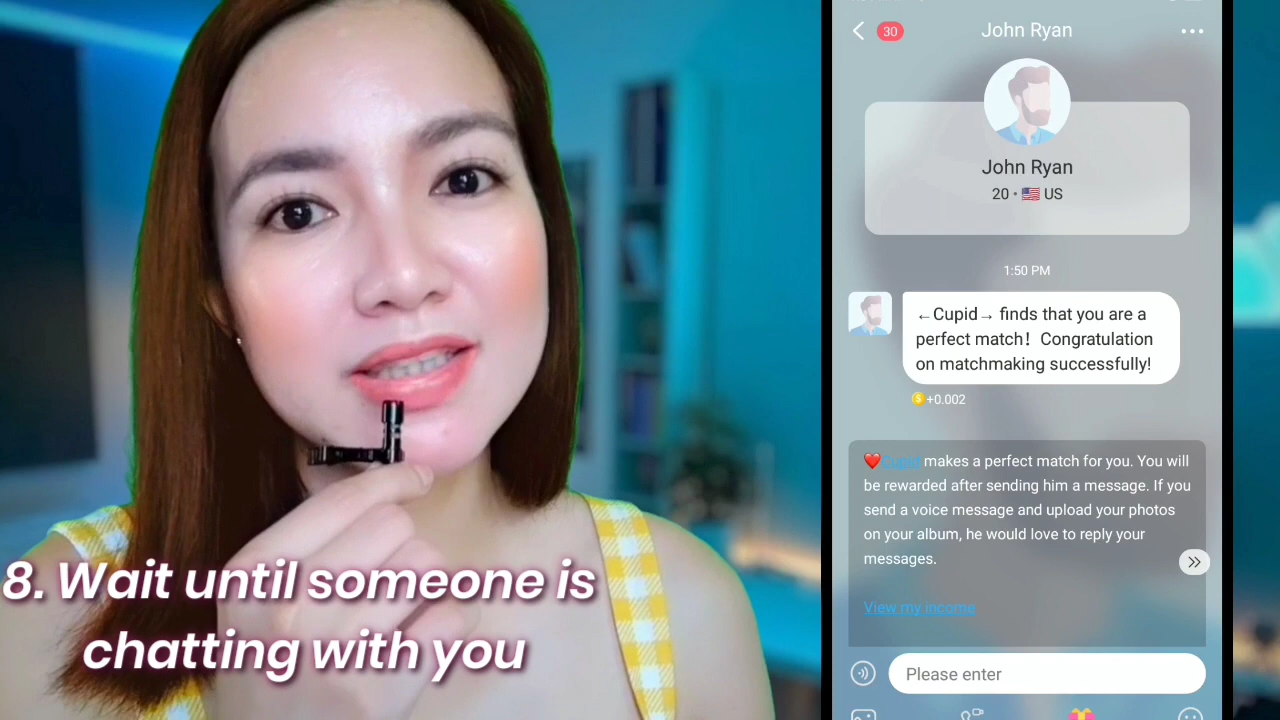 8. Wait until someone is
chatting with you
30
John Ryan
John Ryan
20 • US
1:50 PM
←Cupid→ finds that you are a
perfect match！ Congratulation
on matchmaking successfully!
+0.002
❤️Cupid makes a perfect match for you. You will
be rewarded after sending him a message. If you
send a voice message and upload your photos
on your album, he would love to reply your
messages.
View my income
Please enter